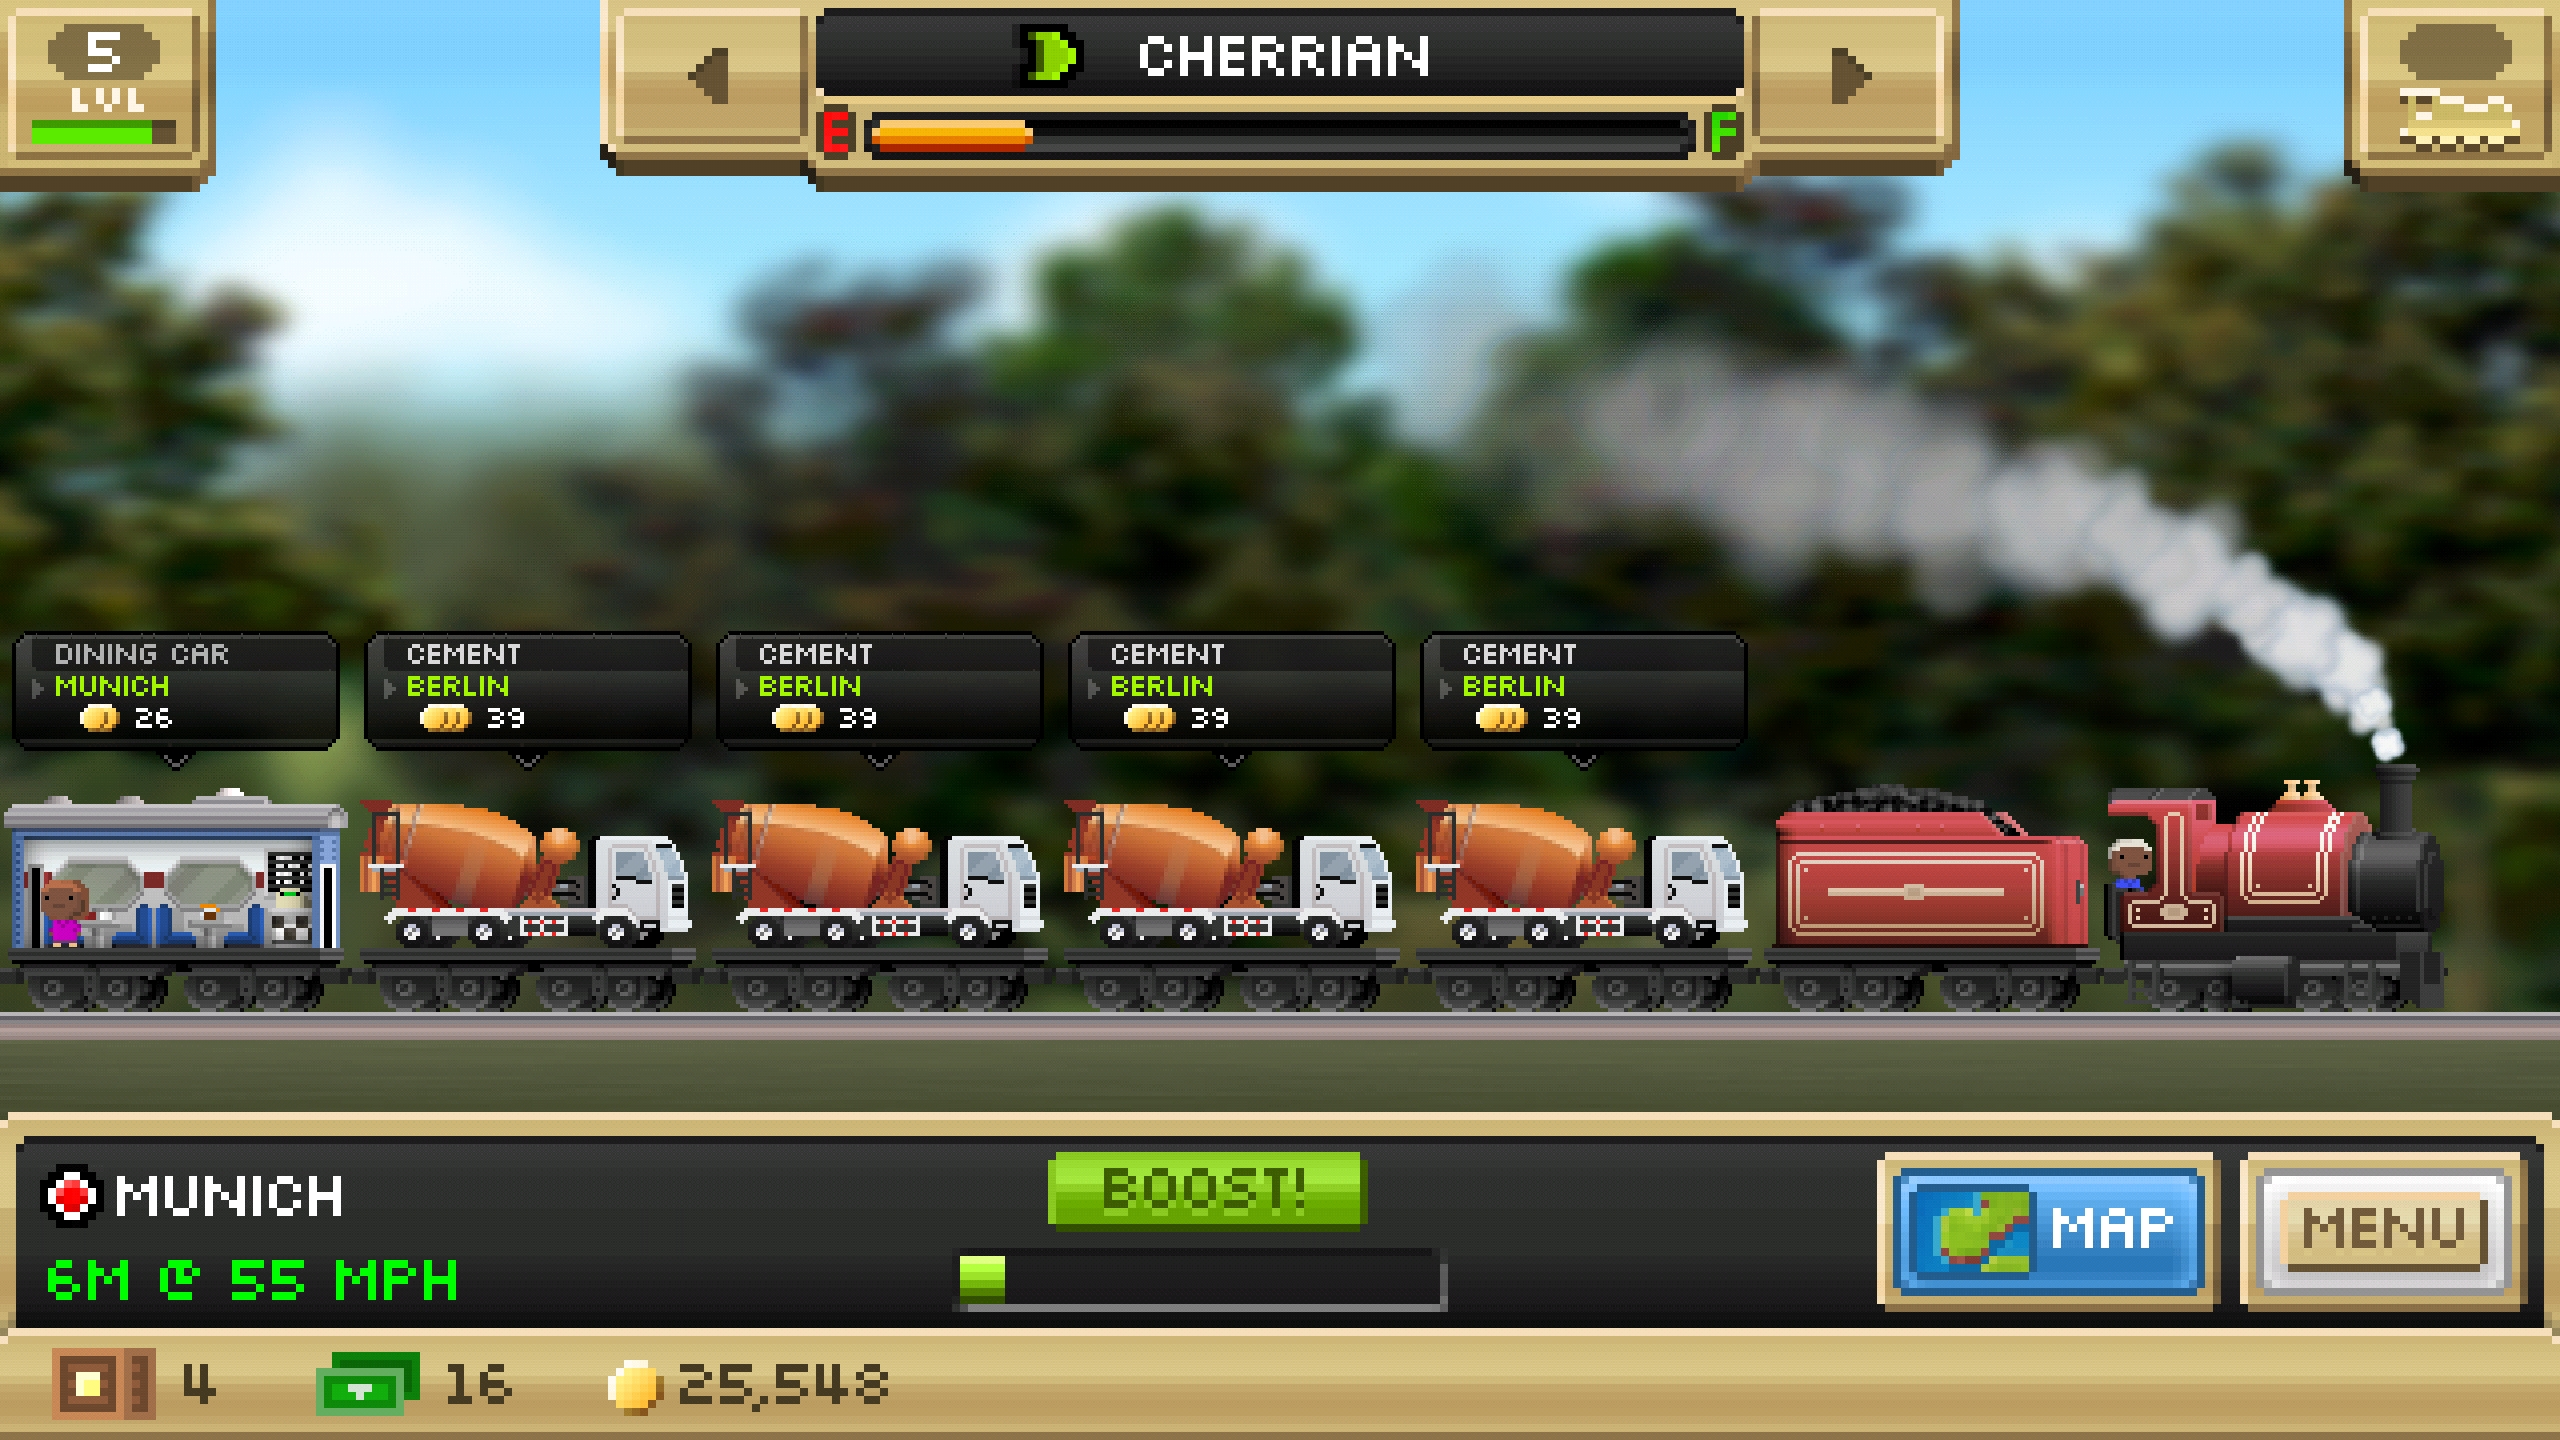 5
LVL
CHERRIAN
E F
DINING CAR
MUNICH
26
CEMENT
BERLIN
39
CEMENT
BERLIN
39
CEMENT
BERLIN
39
CEMENT
BERLIN
39
MUNICH
6M @ 55 MPH
BOOST!
MAP
MENU
4 16 25,548